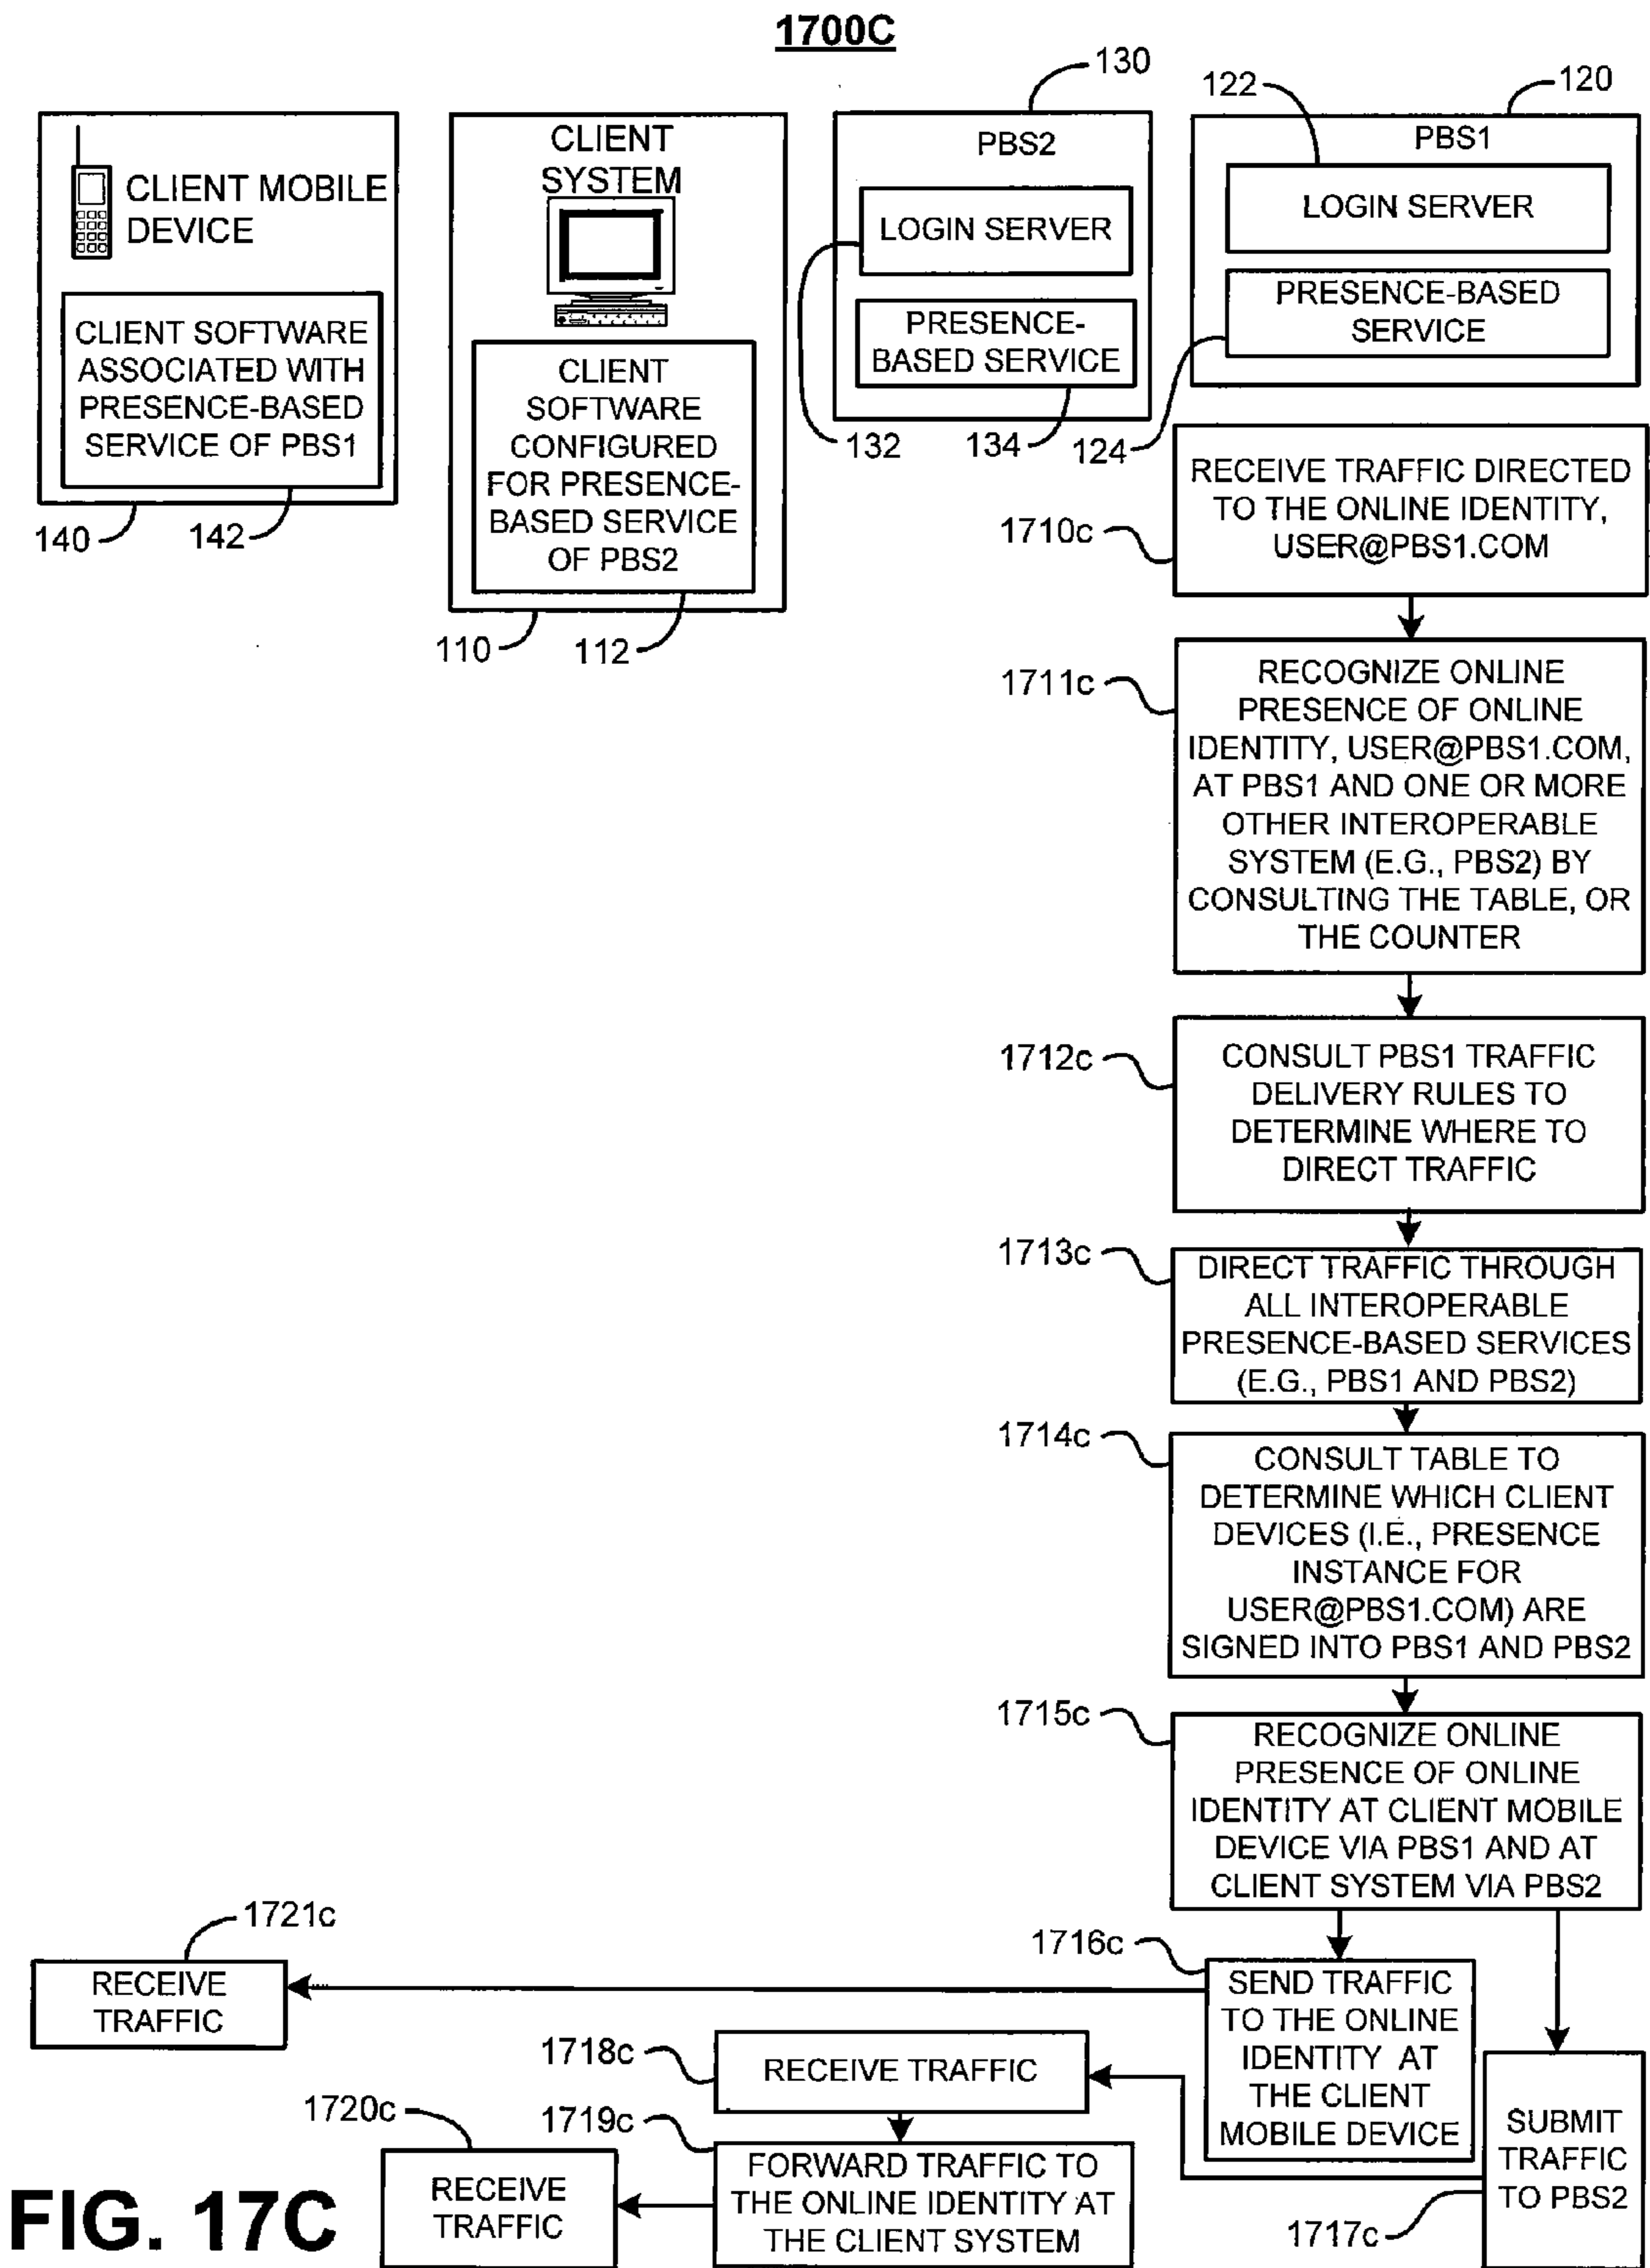 1700C
CLIENT MOBILE
DEVICE
CLIENT SOFTWARE
ASSOCIATED WITH
PRESENCE-BASED
SERVICE OF PBS1
140
142
CLIENT
SYSTEM
CLIENT
SOFTWARE
CONFIGURED
FOR PRESENCE-
BASED SERVICE
OF PBS2
110
112
130
PBS2
LOGIN SERVER
PRESENCE-
BASED SERVICE
132
134
122
120
PBS1
LOGIN SERVER
PRESENCE-BASED
SERVICE
124
1710c
RECEIVE TRAFFIC DIRECTED
TO THE ONLINE IDENTITY,
USER@PBS1.COM
1711c
RECOGNIZE ONLINE
PRESENCE OF ONLINE
IDENTITY, USER@PBS1.COM,
AT PBS1 AND ONE OR MORE
OTHER INTEROPERABLE
SYSTEM (E.G., PBS2) BY
CONSULTING THE TABLE, OR
THE COUNTER
1712c
CONSULT PBS1 TRAFFIC
DELIVERY RULES TO
DETERMINE WHERE TO
DIRECT TRAFFIC
1713c
DIRECT TRAFFIC THROUGH
ALL INTEROPERABLE
PRESENCE-BASED SERVICES
(E.G., PBS1 AND PBS2)
1714c
CONSULT TABLE TO
DETERMINE WHICH CLIENT
DEVICES (I.E., PRESENCE
INSTANCE FOR
USER@PBS1.COM) ARE
SIGNED INTO PBS1 AND PBS2
1715c
RECOGNIZE ONLINE
PRESENCE OF ONLINE
IDENTITY AT CLIENT MOBILE
DEVICE VIA PBS1 AND AT
CLIENT SYSTEM VIA PBS2
1716c
SEND TRAFFIC
TO THE ONLINE
IDENTITY AT
THE CLIENT
MOBILE DEVICE
1721c
RECEIVE
TRAFFIC
SUBMIT
TRAFFIC
TO PBS2
1717c
1718c
RECEIVE TRAFFIC
1719c
FORWARD TRAFFIC TO
THE ONLINE IDENTITY AT
THE CLIENT SYSTEM
1720c
RECEIVE
TRAFFIC
FIG. 17C